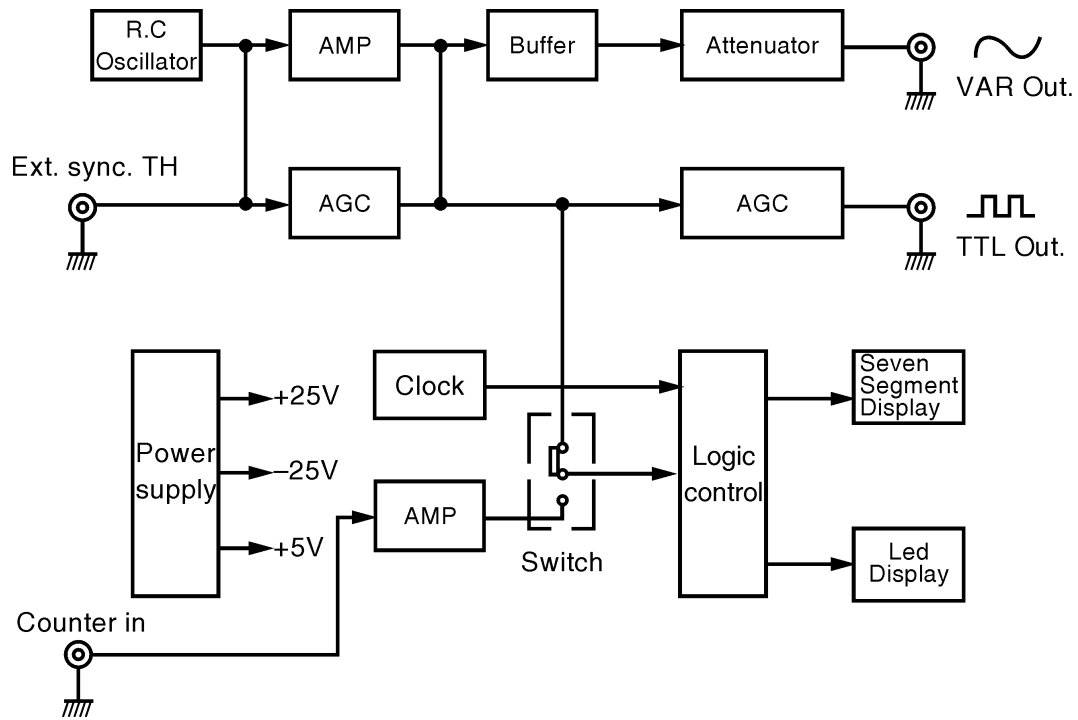 R.C
Oscillator
AMP
Buffer
Attenuator
VAR Out.
Ext. sync. TH
AGC
AGC
TTL Out.
Power
supply
+25V
–25V
+5V
Clock
AMP
Switch
Logic
control
Seven
Segment
Display
Led
Display
Counter in